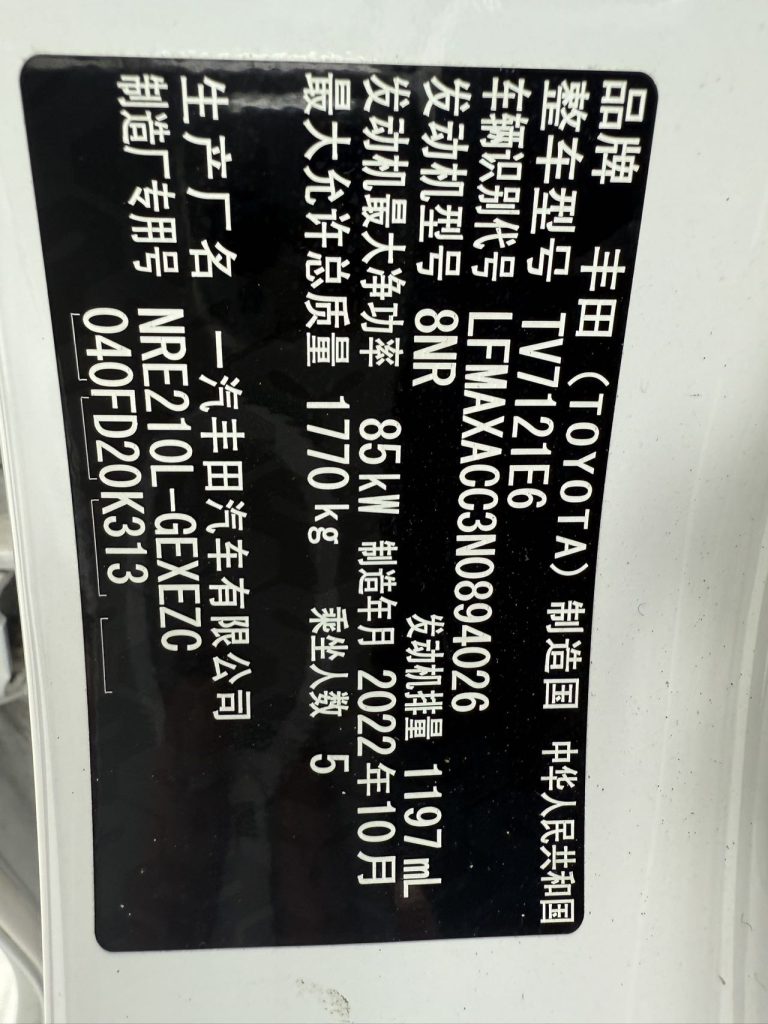 品牌 丰田 (TOYOTA) 制造国 中华人民共和国
整车型号 TV7121E6
车辆识别代号 LFMAXACC3N0894026
发动机型号 8NR 发动机排量 1197 mL
发动机最大净功率 85kW 制造年月 2022年10月
最大允许总质量 1770kg 乘坐人数 5
生产厂名 一汽丰田汽车有限公司
制造厂专用号 NRE210L-GEXEZC
040FD20K313